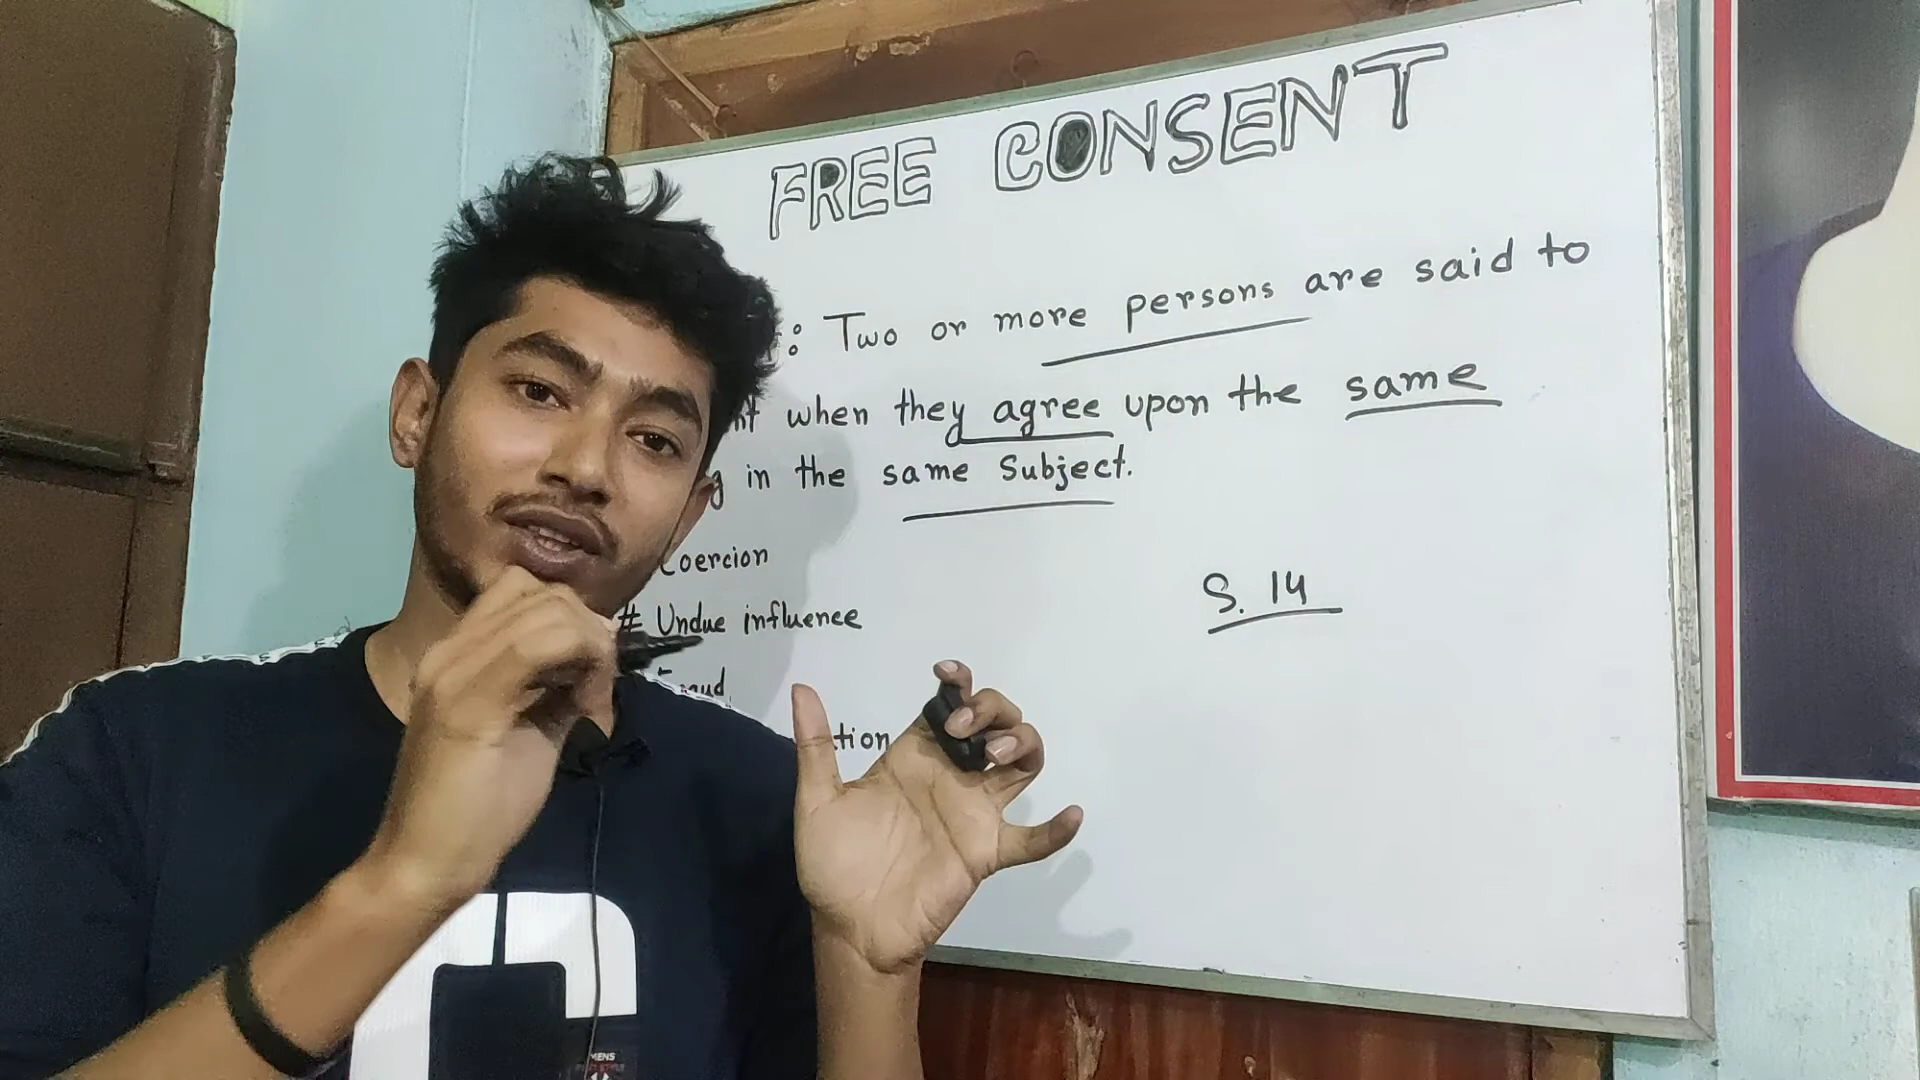 FREE CONSENT
: Two or more persons are said to
when they agree upon the same
in the same Subject.
Coercion
S. 14
# Undue influence
MENS